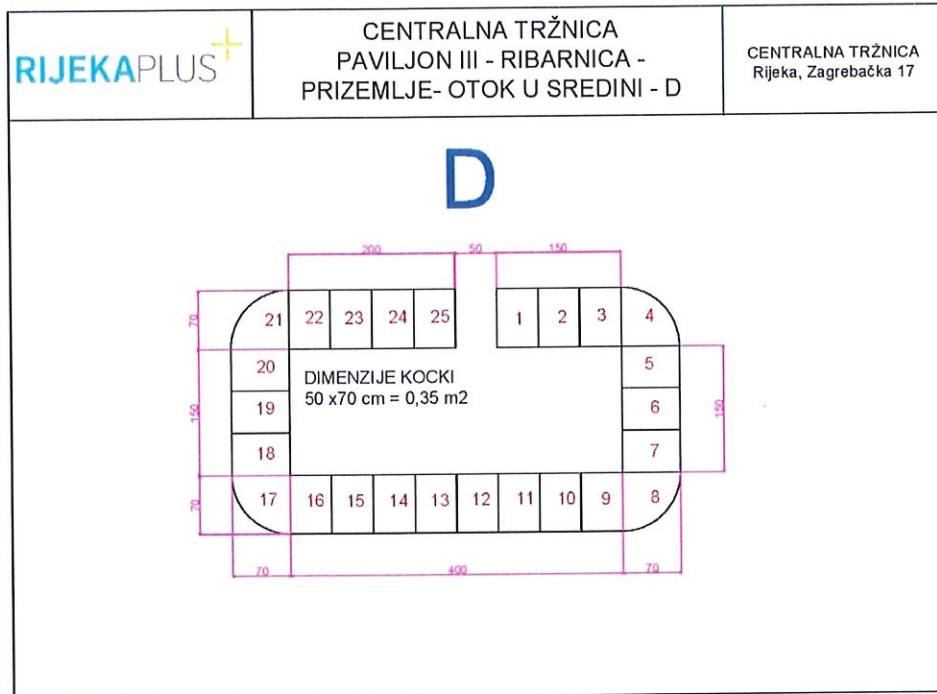 RIJEKAPLUS
CENTRALNA TRŽNICA
PAVILJON III - RIBARNICA -
PRIZEMLJE- OTOK U SREDINI - D
CENTRALNA TRŽNICA
Rijeka, Zagrebačka 17
D
200 50 150
70
21 22 23 24 25 1 2 3 4
20 5
DIMENZIJE KOCKI
50 x70 cm = 0,35 m2
150 19 6 150
18 7
70
17 16 15 14 13 12 11 10 9 8
70 400 70